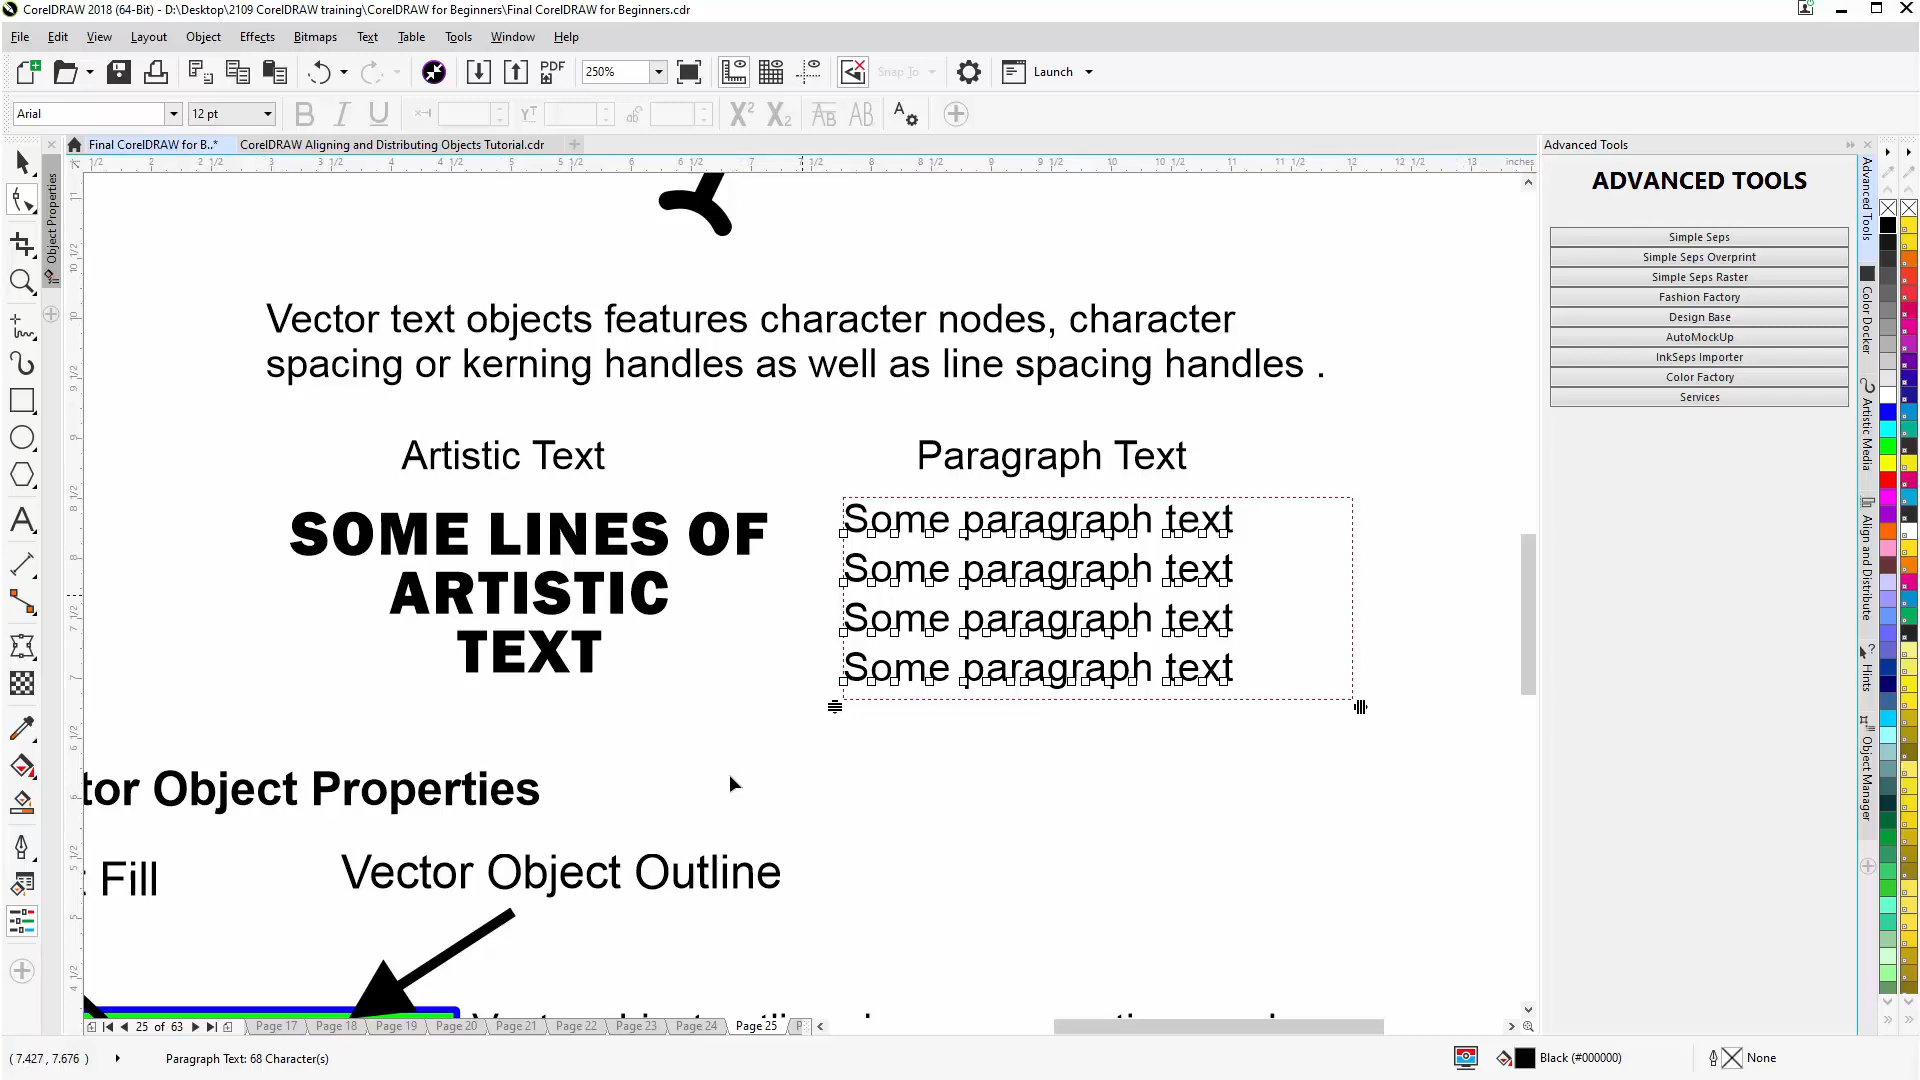 CorelDRAW 2018 (64-Bit) - D:\Desktop\2109 CorelDRAW training\CorelDRAW for Beginners\Final CorelDRAW for Beginners.cdr
File Edit View Layout Object Effects Bitmaps Text Table Tools Window Help
PDF 250% Snap To Launch
Arial 12 pt
Final CorelDRAW for B..* CorelDRAW Aligning and Distributing Objects Tutorial.cdr
inches
Object Properties
Vector text objects features character nodes, character
spacing or kerning handles as well as line spacing handles .
Artistic Text
Paragraph Text
SOME LINES OF
ARTISTIC
TEXT
Some paragraph text
Some paragraph text
Some paragraph text
Some paragraph text
tor Object Properties
Fill
Vector Object Outline
Advanced Tools
ADVANCED TOOLS
Simple Seps
Simple Seps Overprint
Simple Seps Raster
Fashion Factory
Design Base
AutoMockUp
InkSeps Importer
Color Factory
Services
Advanced Tools
Color Docker
Artistic Media
Align and Distribute
Hints
Object Manager
25 of 63 Page 17 Page 18 Page 19 Page 20 Page 21 Page 22 Page 23 Page 24 Page 25 P
( 7.427, 7.676 ) Paragraph Text: 68 Character(s) Black (#000000) None